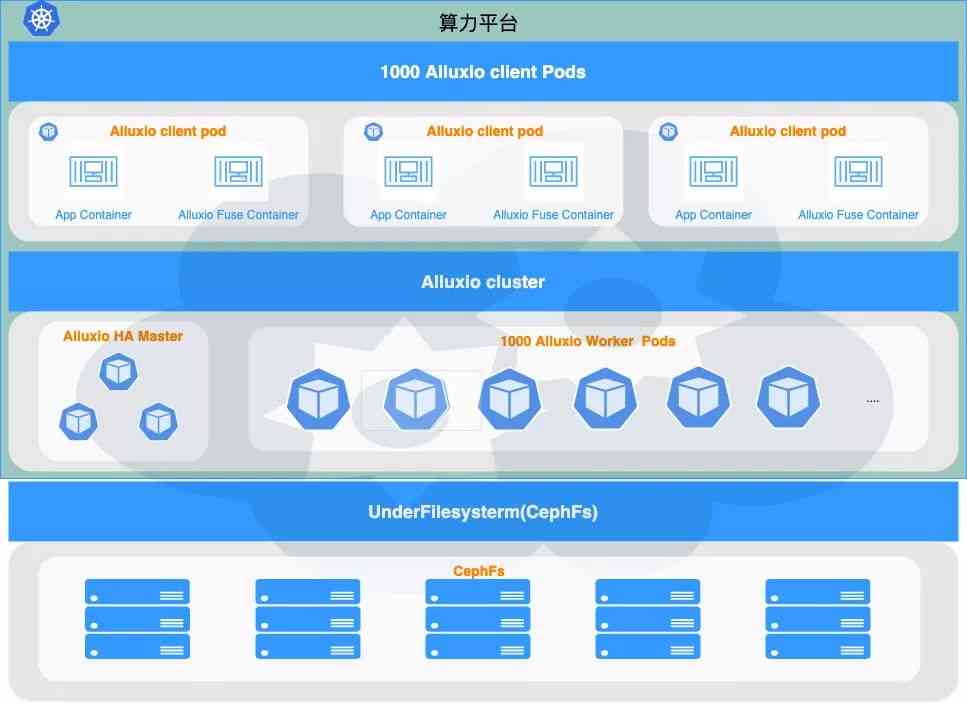 算力平台
1000 Alluxio client Pods
Alluxio client pod
Alluxio client pod
Alluxio client pod
App Container
Alluxio Fuse Container
App Container
Alluxio Fuse Container
App Container
Alluxio Fuse Container
Alluxio cluster
Alluxio HA Master
1000 Alluxio Worker Pods
....
UnderFilesysterm(CephFs)
CephFs